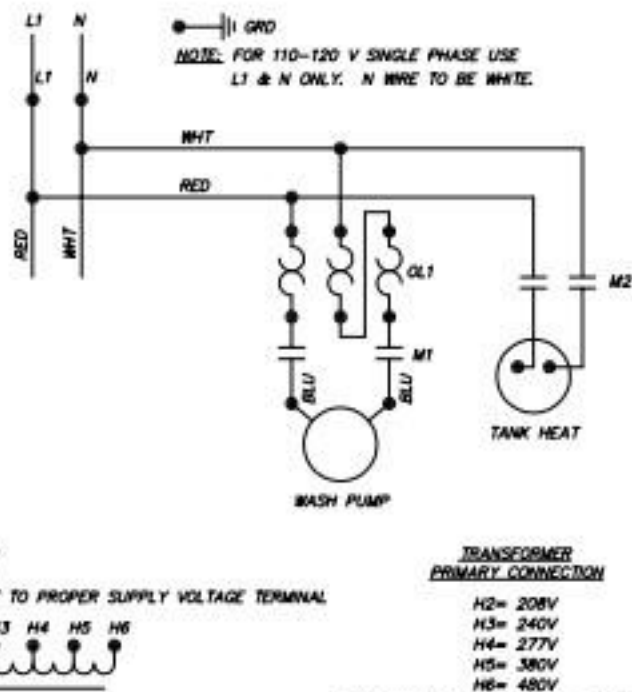 L1 N
GRD
NOTE: FOR 110-120 V SINGLE PHASE USE
L1 & N ONLY. N WIRE TO BE WHITE.
L1 N
WHT
RED
RED
WHT
OL1
M2
M1
BLU
BLU
TANK HEAT
WASH PUMP
TO PROPER SUPPLY VOLTAGE TERMINAL
H4 H5 H6
TRANSFORMER
PRIMARY CONNECTION
H2= 208V
H3= 240V
H4= 277V
H5= 380V
H6= 480V